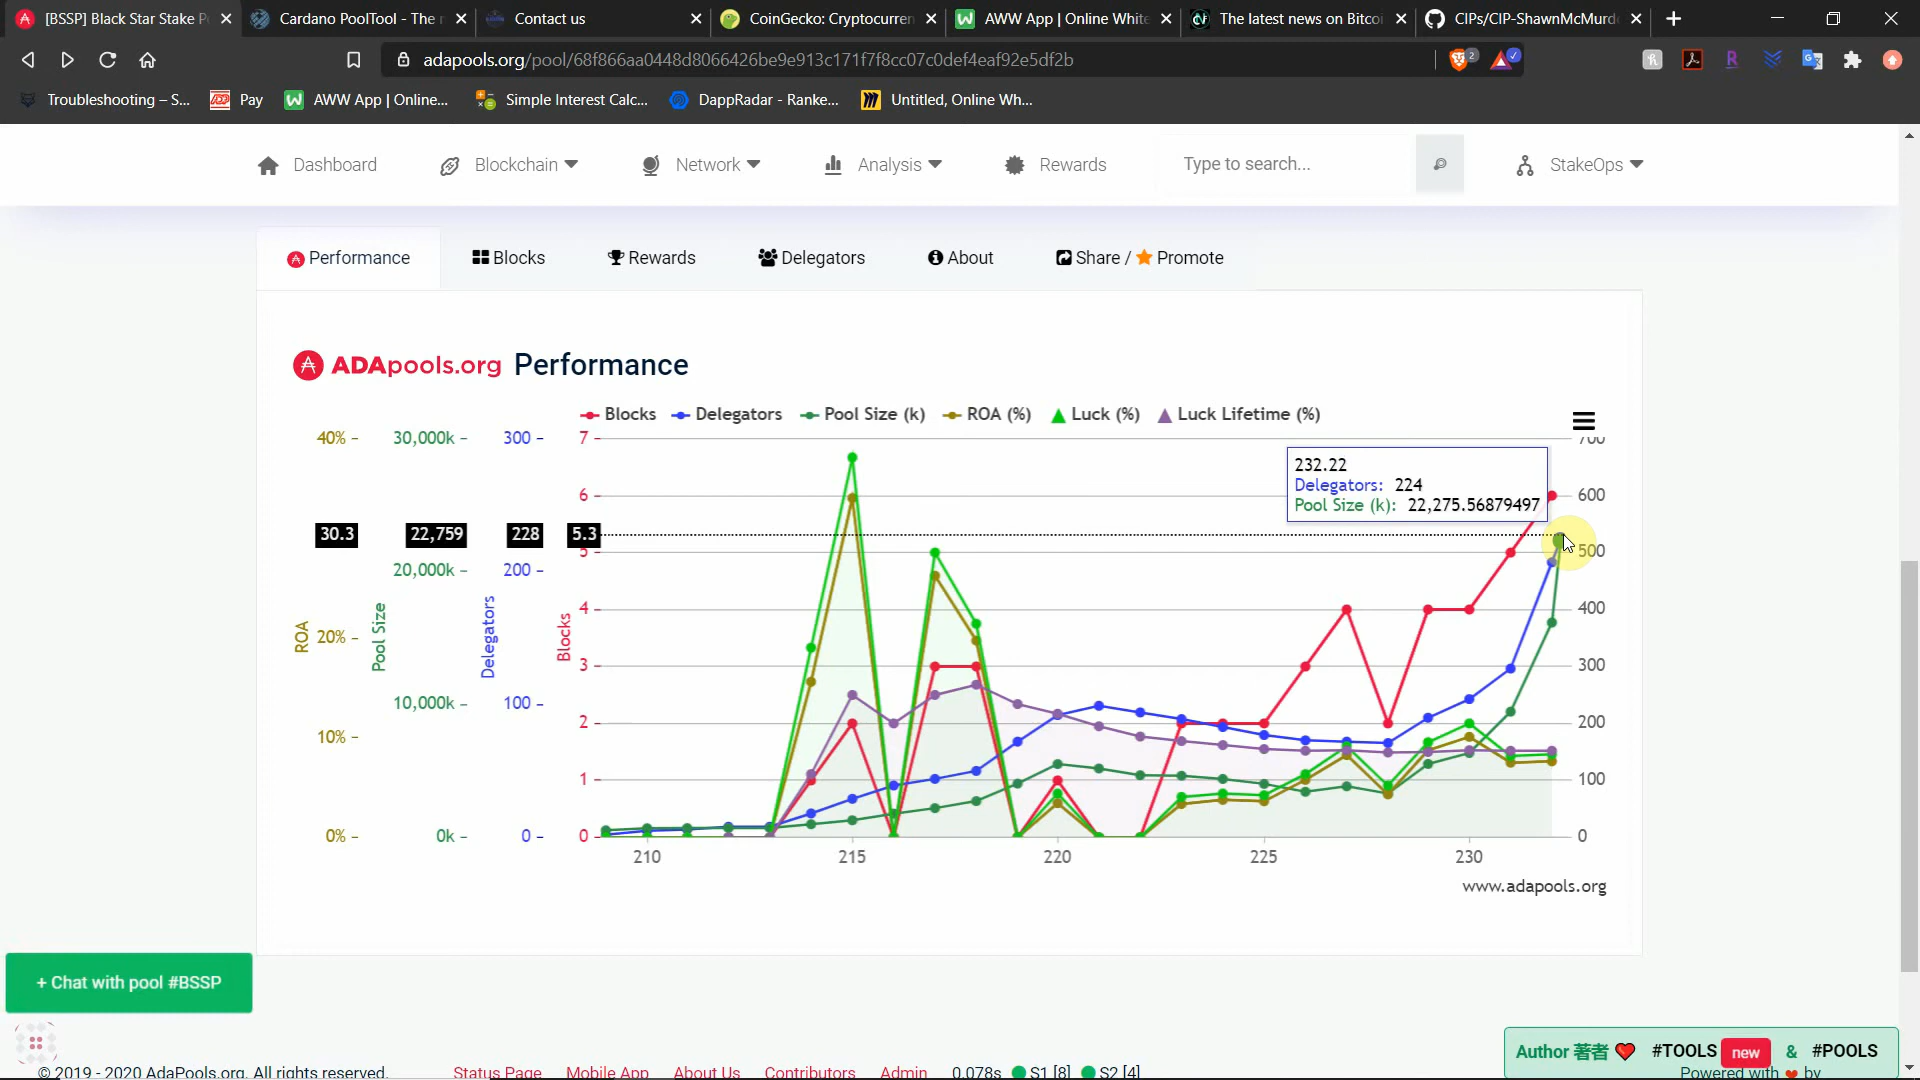 [BSSP] Black Star Stake P
Cardano PoolTool - The r
Contact us
CoinGecko: Cryptocurren
AWW App | Online White
The latest news on Bitcoi
CIPs/CIP-ShawnMcMurd
adapools.org/pool/68f866aa0448d8066426be9e913c171f7f8cc07c0def4eaf92e5df2b
2
Troubleshooting – S...
Pay
AWW App | Online...
Simple Interest Calc...
DappRadar - Ranke...
Untitled, Online Wh...
Dashboard
Blockchain
Network
Analysis
Rewards
Type to search...
StakeOps
Performance
Blocks
Rewards
Delegators
About
Share / Promote
ADApools.org Performance
Blocks Delegators Pool Size (k) ROA (%) Luck (%) Luck Lifetime (%)
40% 30,000k 300 7 700
232.22
Delegators: 224
Pool Size (k): 22,275.56879497
6 600
30.3 22,759 228 5.3
5 500
20,000k 200
4 400
ROA
Pool Size
Delegators
Blocks
20%
3 300
10,000k 100
2 200
10%
1 100
0% 0k 0 0 0
210 215 220 225 230
www.adapools.org
+ Chat with pool #BSSP
Author 著者 #TOOLS new & #POOLS
© 2019 - 2020 AdaPools.org. All rights reserved.
Status Page Mobile App About Us Contributors Admin 0.078s S1 [8] S2 [4]
Powered with by